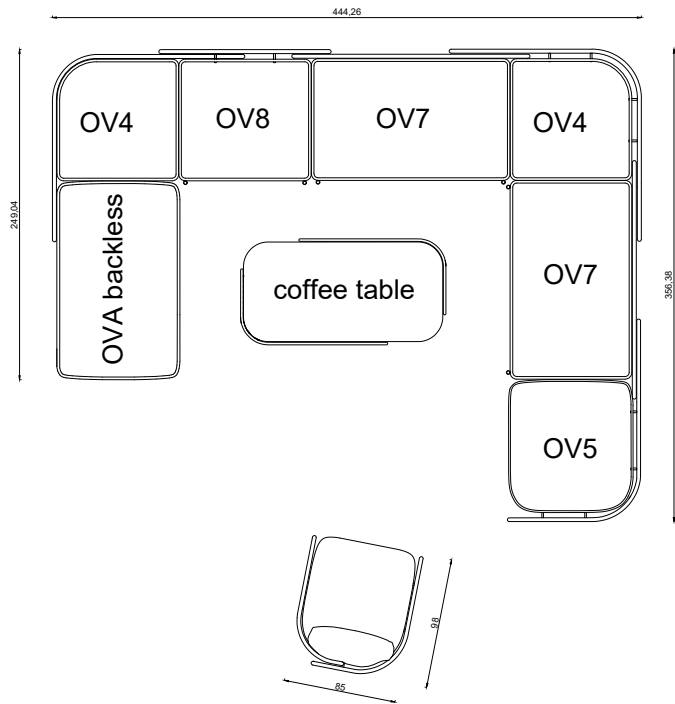 444,26
OV4
OV8
OV7
OV4
249,04
OVA backless
coffee table
OV7
356,38
OV5
98
85